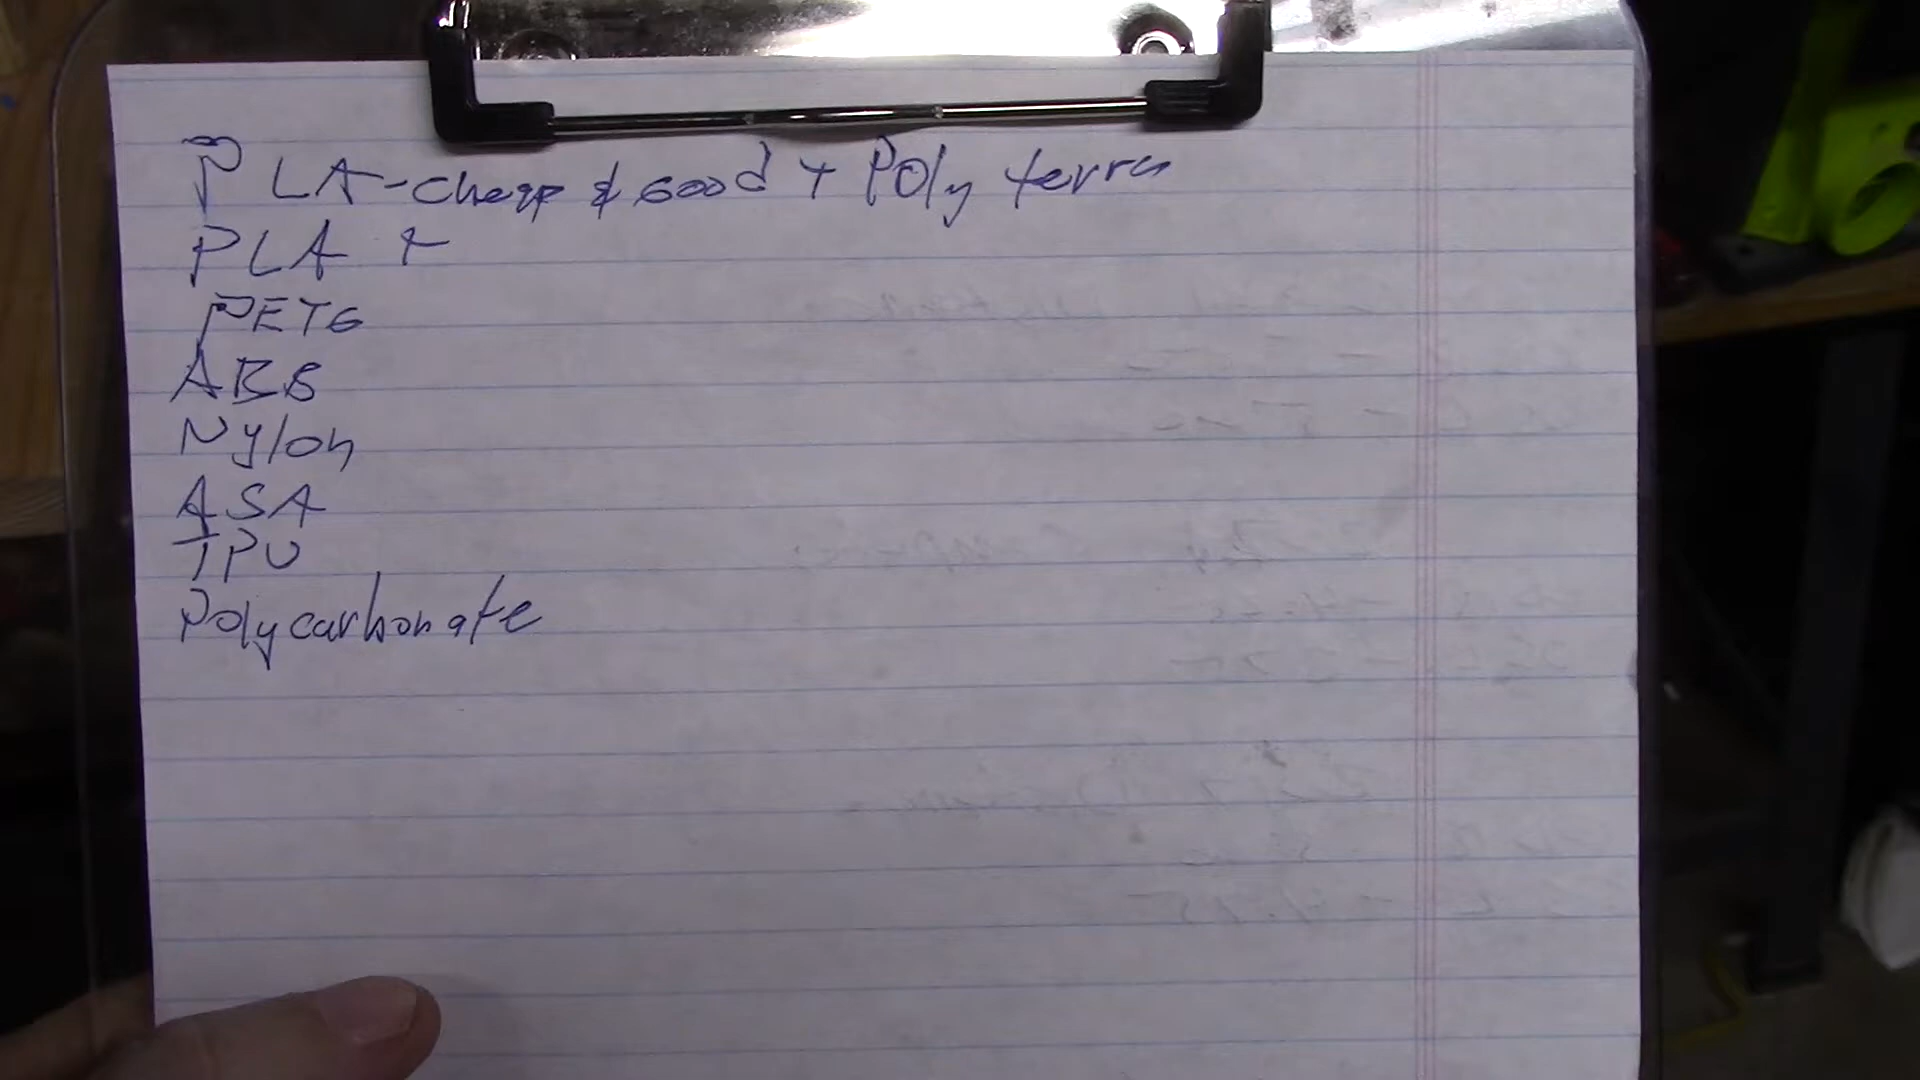 PLA - cheap & Good + Poly terra
PLA +
PETG
ABS
Nylon
ASA
TPU
Polycarbonate